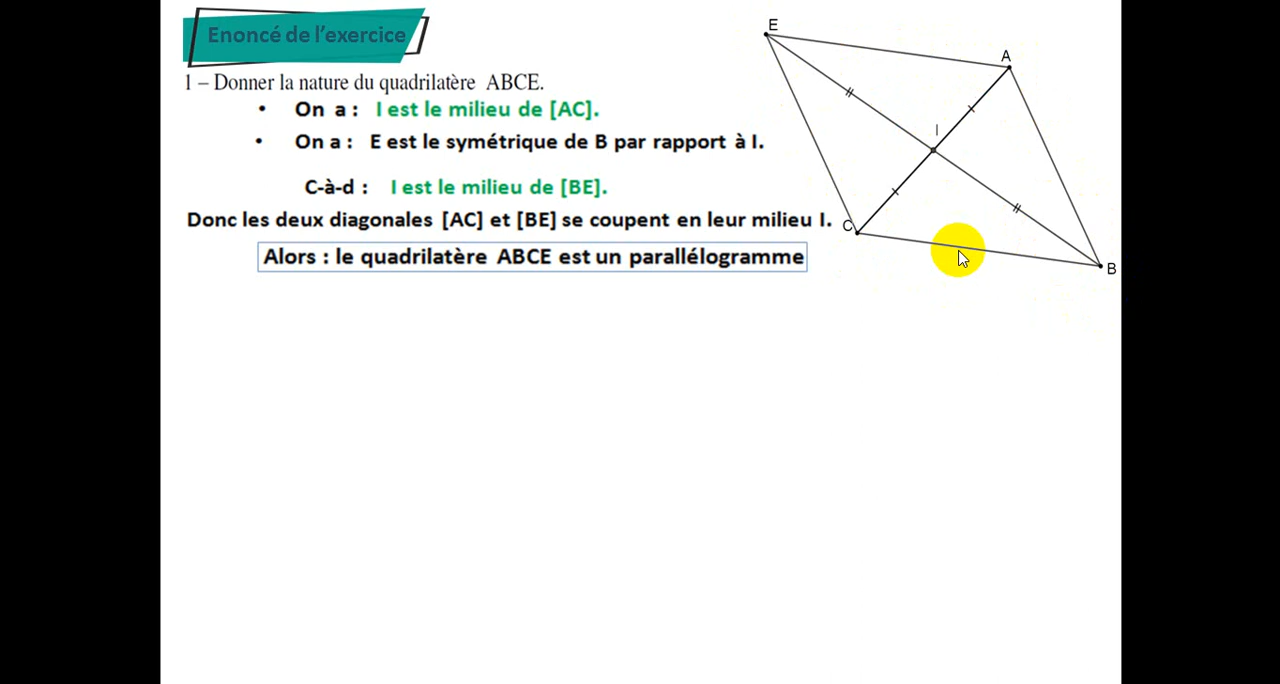 Enoncé de l'exercice
1 – Donner la nature du quadrilatère ABCE.
• On a : I est le milieu de [AC].
• On a : E est le symétrique de B par rapport à I.
C-à-d : I est le milieu de [BE].
Donc les deux diagonales [AC] et [BE] se coupent en leur milieu I.
Alors : le quadrilatère ABCE est un parallélogramme
E
A
I
C
B